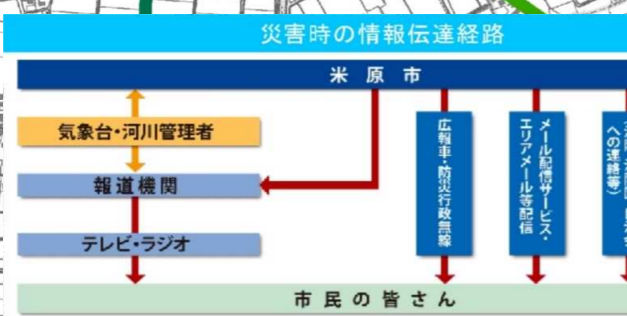 災害時の情報伝達経路
米原市
気象台・河川管理者
報道機関
テレビ・ラジオ
広報車・防災行政無線
メール配信サービス・
エリアメール等配信
への連絡等）
市民の皆さん